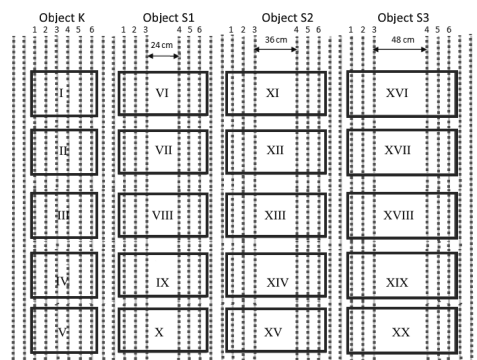 Object K Object S1 Object S2 Object S3
1 2 3 4 5 6 1 2 3 4 5 6 1 2 3 4 5 6 1 2 3 4 5 6
24 cm 36 cm 48 cm
I VI XI XVI
II VII XII XVII
III VIII XIII XVIII
IV IX XIV XIX
V X XV XX